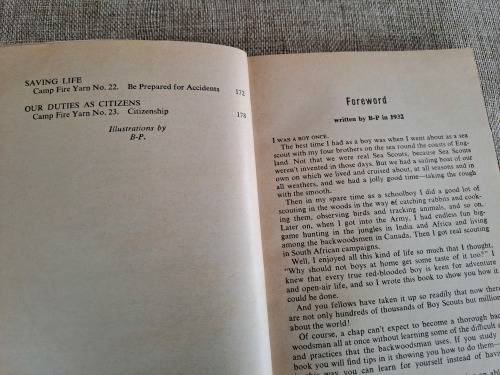 SAVING LIFE
Camp Fire Yarn No. 22. Be Prepared for Accidents 172
OUR DUTIES AS CITIZENS
Camp Fire Yarn No. 23. Citizenship 178
Illustrations by
B-P.
Foreword
written by B-P in 1932
I WAS A BOY ONCE.
The best time I had as a boy was when I went about as a sea
scout with my four brothers on the sea round the coasts of Eng-
land. Not that we were real Sea Scouts, because Sea Scouts
weren't invented in those days. But we had a sailing boat of our
own on which we lived and cruised about, at all seasons and in
all weathers, and we had a jolly good time—taking the rough
with the smooth.
Then in my spare time as a schoolboy I did a good lot of
scouting in the woods in the way of catching rabbits and cook-
ing them, observing birds and tracking animals, and so on.
Later on, when I got into the Army, I had endless fun big-
game hunting in the jungles in India and Africa and living
among the backwoodsmen in Canada. Then I got real scouting
in South African campaigns.
Well, I enjoyed all this kind of life so much that I thought,
"Why should not boys at home get some taste of it too?" I
knew that every true red-blooded boy is keen for adventure
and open-air life, and so I wrote this book to show you how it
could be done.
And you fellows have taken it up so readily that now there
are not only hundreds of thousands of Boy Scouts but millions
about the world!
Of course, a chap can't expect to become a thorough back
woodsman all at once without learning some of the difficult
and practices that the backwoodsman uses. If you study
book you will find tips in it showing you how to do them—
this way you can learn for yourself instead of hav